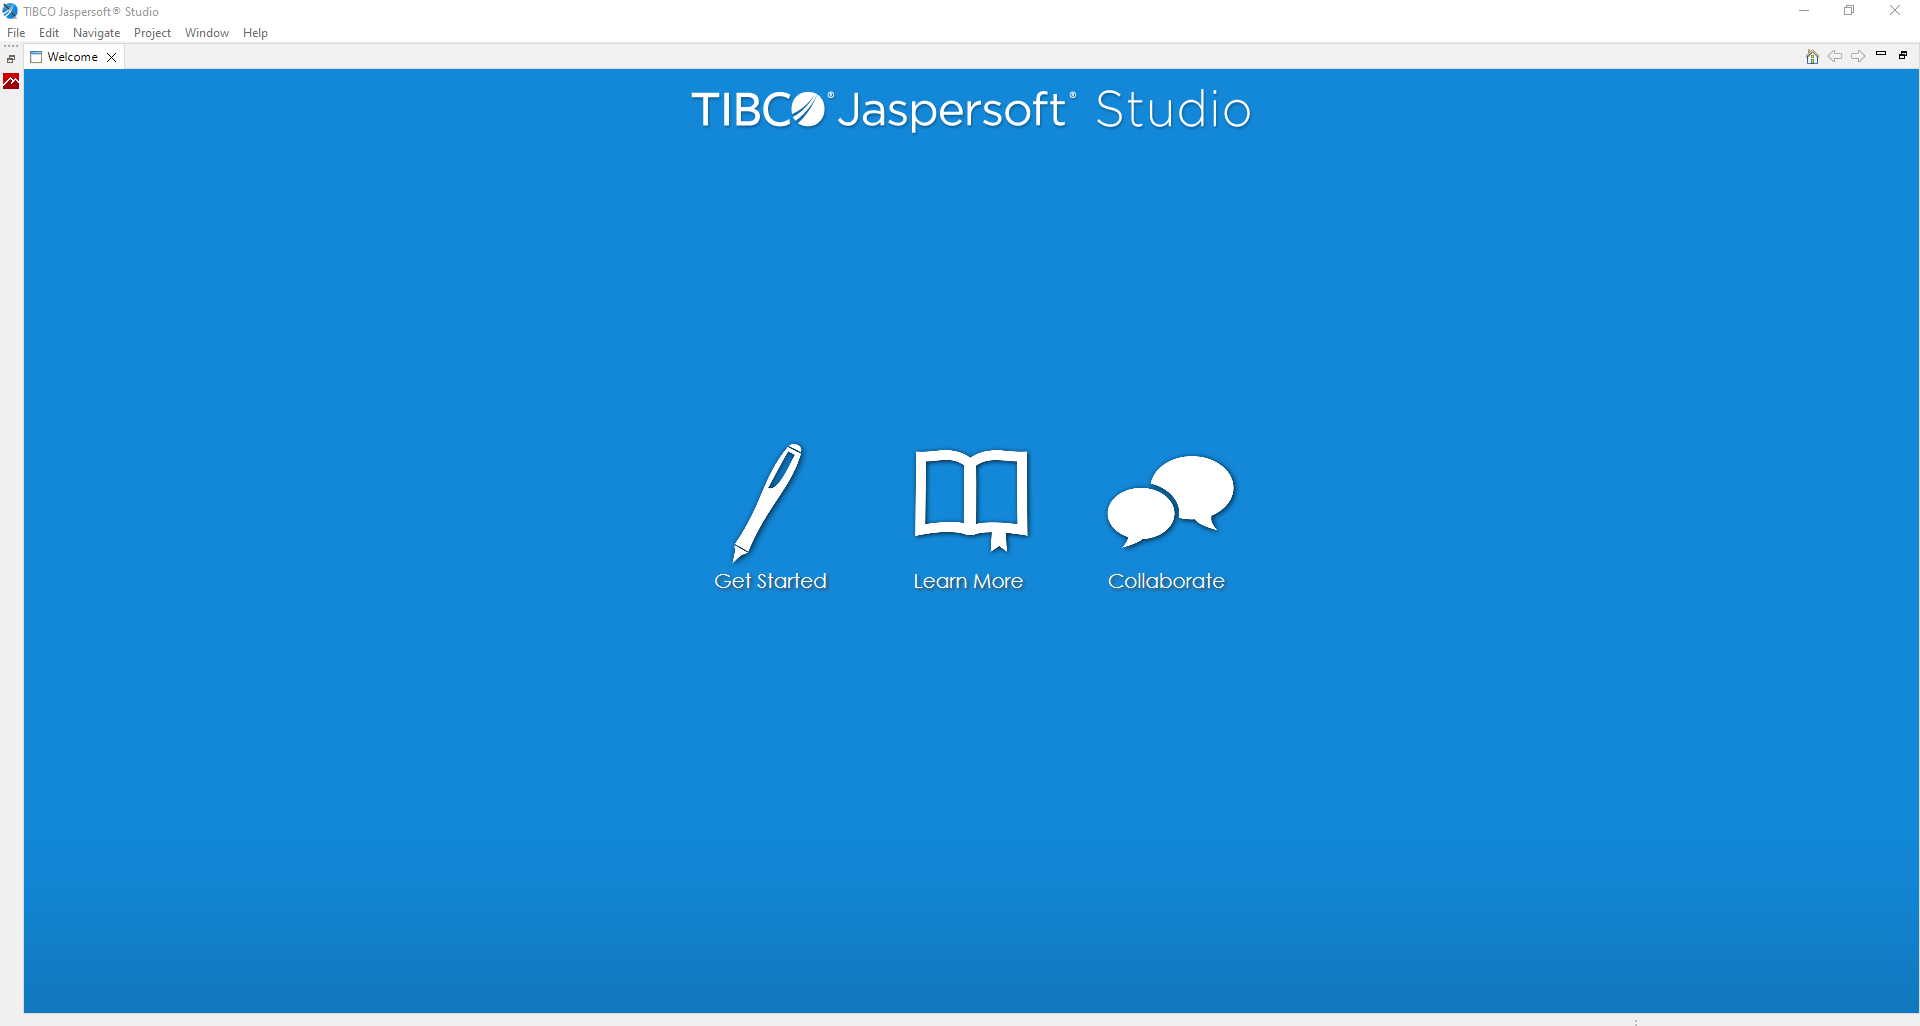 TIBCO Jaspersoft® Studio
File Edit Navigate Project Window Help
Welcome
TIBCO® Jaspersoft® Studio
Get Started
Learn More
Collaborate